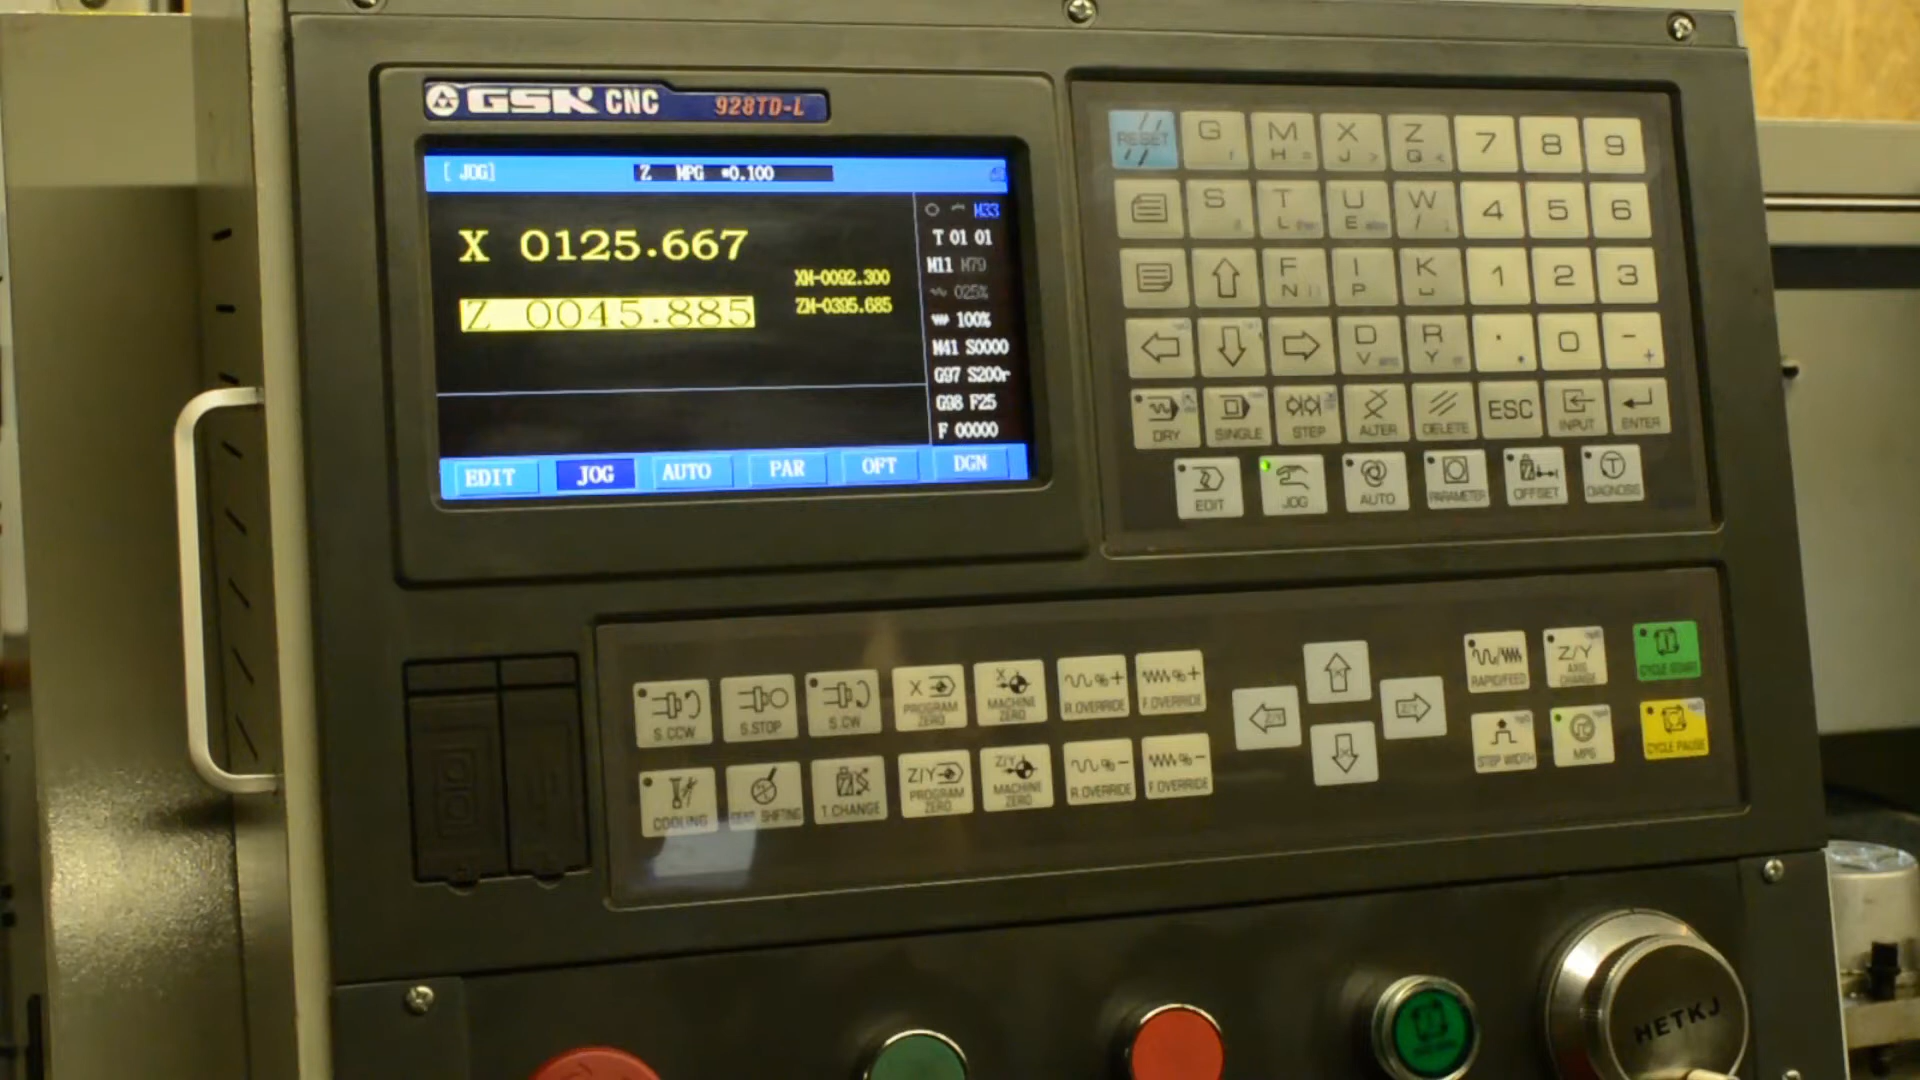 GSK CNC 928TD-L
[ JOG] Z MPG *0.100
X 0125.667
Z 0045.885
XM-0092.300
ZM-0395.685
M33
T 01 01
M11 M79
025%
100%
M41 S0000
G97 S200r
G98 F25
F 00000
EDIT JOG AUTO PAR OFT DGN
RESET G M H X J Z Q 7 8 9
S T L U E W / 4 5 6
F N I P K 1 2 3
D V R Y . 0 - +
DRY SINGLE STEP ALTER DELETE ESC INPUT ENTER
EDIT JOG AUTO PARAMETER OFFSET DIAGNOSIS
S.CCW S.STOP S.CW X PROGRAM ZERO X MACHINE ZERO %+ R.OVERRIDE %+ F.OVERRIDE
X RAPID/FEED Z/Y AXIS CHANGE CYCLE START
Z/Y Z/Y
X STEP WIDTH MPG CYCLE PAUSE
COOLING GEAR SHIFTING T.CHANGE Z/Y PROGRAM ZERO Z/Y MACHINE ZERO %- R.OVERRIDE %- F.OVERRIDE
HETKJ